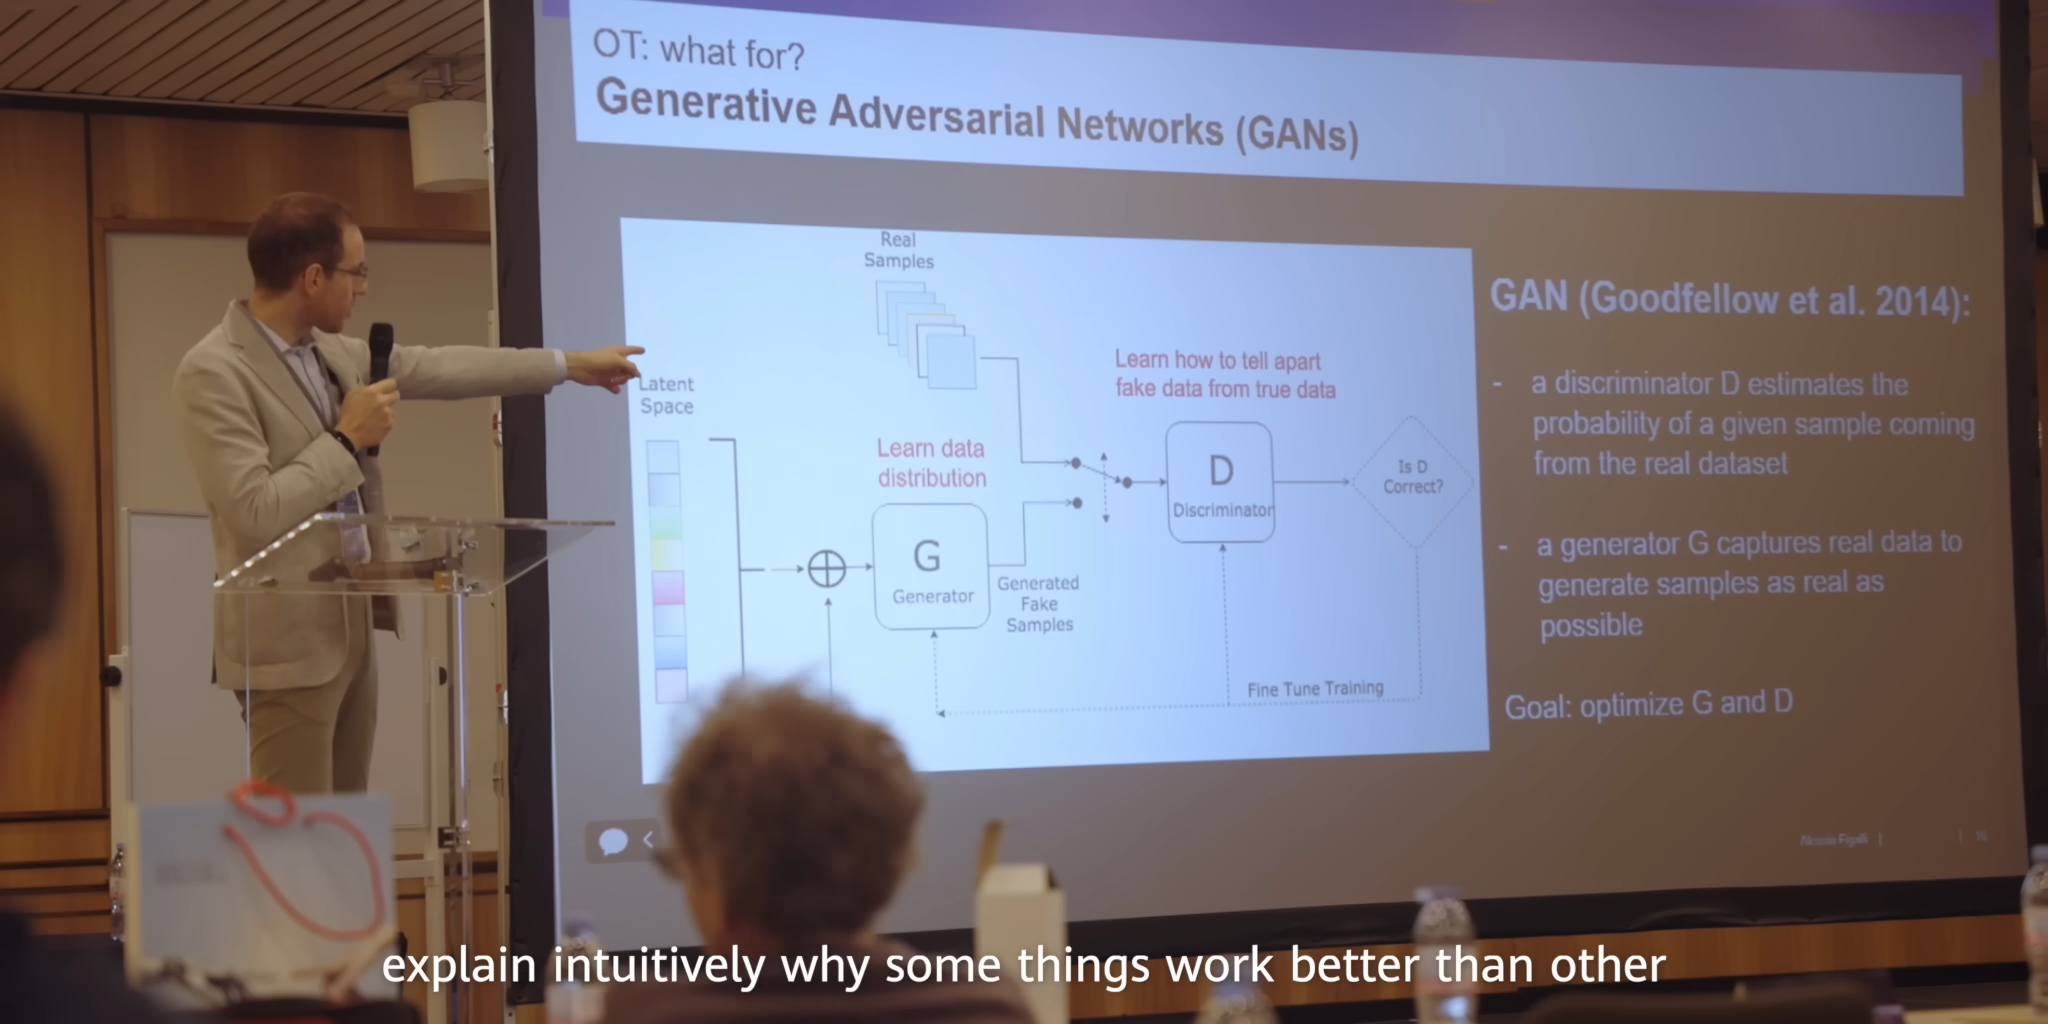 OT: what for?
Generative Adversarial Networks (GANs)
Real
Samples
Latent
Space
Learn data
distribution
G
Generator
Generated
Fake
Samples
Learn how to tell apart
fake data from true data
D
Discriminator
Is D
Correct?
Fine Tune Training
GAN (Goodfellow et al. 2014):
- a discriminator D estimates the
probability of a given sample coming
from the real dataset
- a generator G captures real data to
generate samples as real as
possible
Goal: optimize G and D
Alessio Figalli
16
explain intuitively why some things work better than other